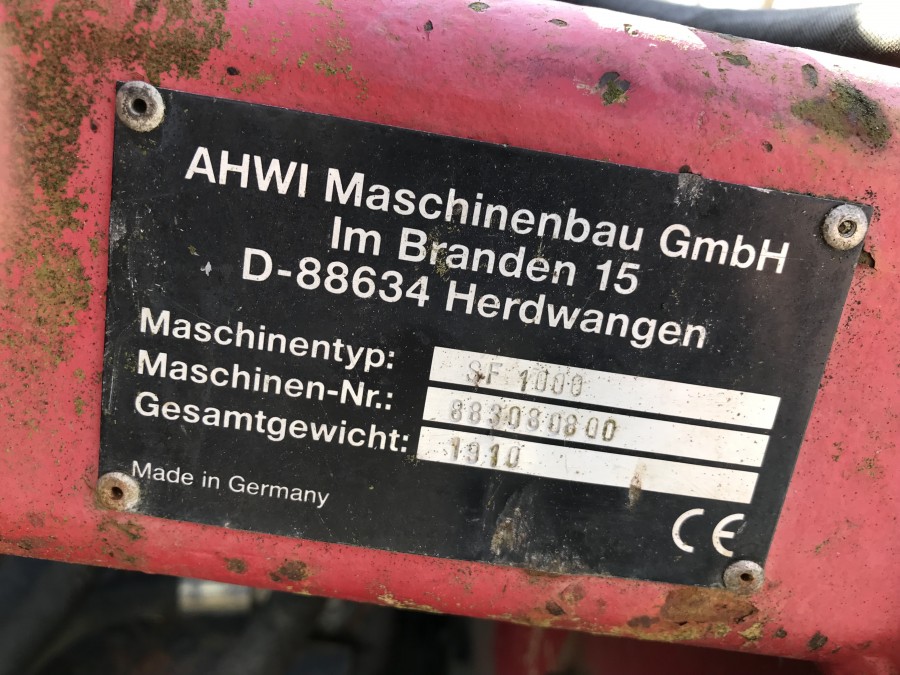 AHWI Maschinenbau GmbH
Im Branden 15
D-88634 Herdwangen
Maschinentyp: SF 1000
Maschinen-Nr.: 883080800
Gesamtgewicht: 1310
Made in Germany
CE